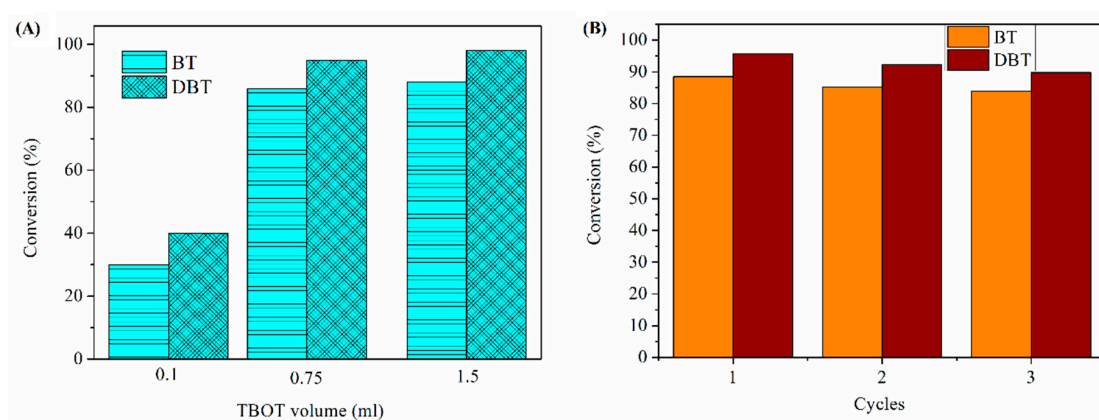 (A)
BT
DBT
Conversion (%)
100
80
60
40
20
0
0.1 0.75 1.5
TBOT volume (ml)
(B)
BT
DBT
Conversion (%)
100
90
80
70
60
50
40
30
20
10
0
1 2 3
Cycles